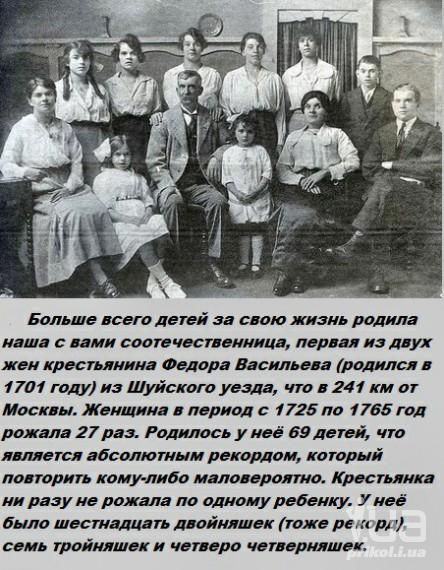 Больше всего детей за свою жизнь родила
наша с вами соотечественница, первая из двух
жен крестьянина Федора Васильева (родился в
1701 году) из Шуйского уезда, что в 241 км от
Москвы. Женщина в период с 1725 по 1765 год
рожала 27 раз. Родилось у неё 69 детей, что
является абсолютным рекордом, который
повторить кому-либо маловероятно. Крестьянка
ни разу не рожала по одному ребенку. У неё
было шестнадцать двойняшек (тоже рекорд),
семь тройняшек и четверо четверняшек.
i.ua
prikol.i.ua